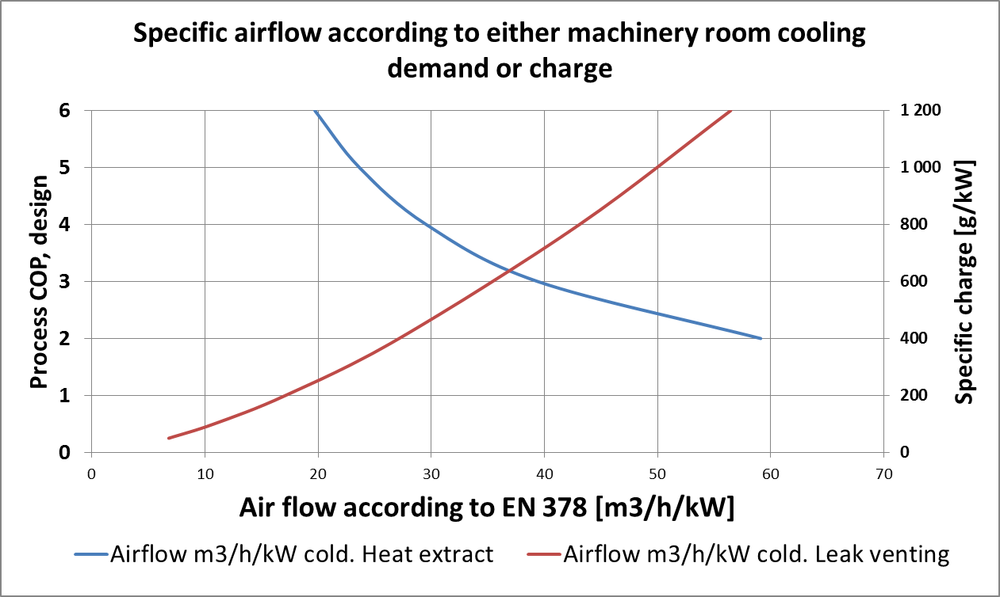 Specific airflow according to either machinery room cooling
demand or charge
6
5
4
3
2
1
0
Process COP, design
1 200
1 000
800
600
400
200
0
Specific charge [g/kW]
0 10 20 30 40 50 60 70
Air flow according to EN 378 [m3/h/kW]
Airflow m3/h/kW cold. Heat extract
Airflow m3/h/kW cold. Leak venting